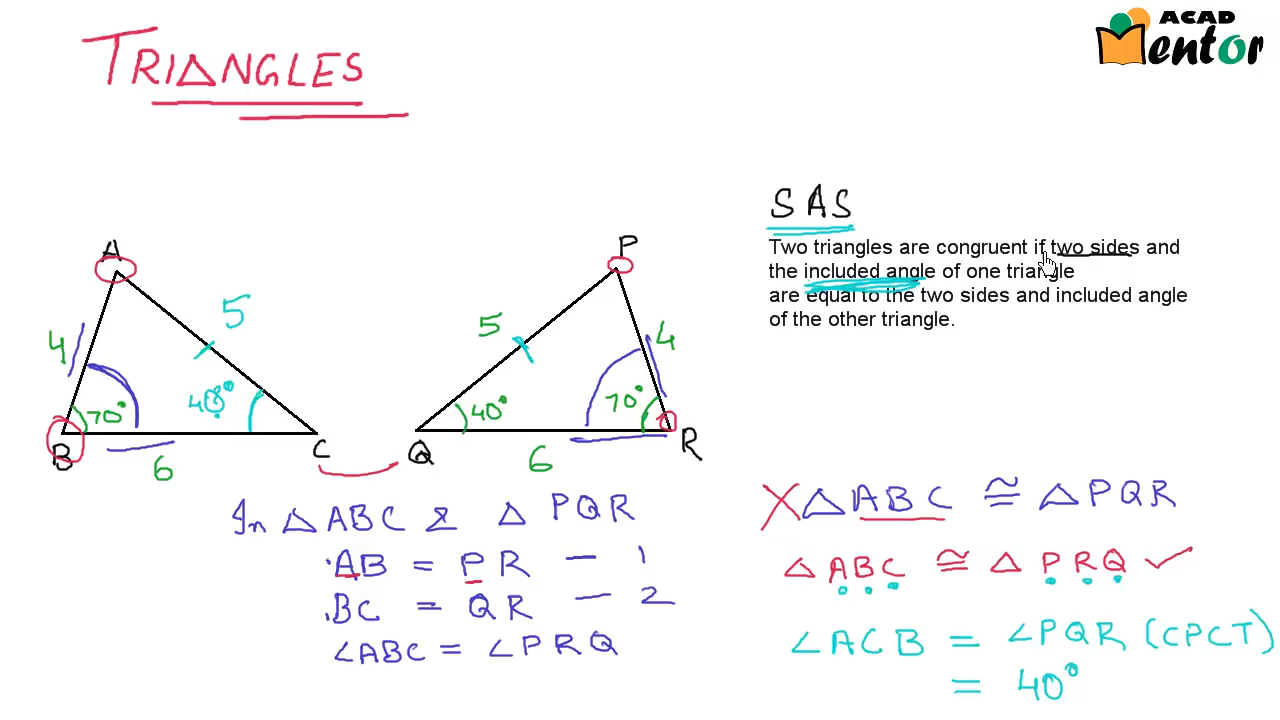 TRIANGLES
ACAD
Mentor
SAS
Two triangles are congruent if two sides and
the included angle of one triangle
are equal to the two sides and included angle
of the other triangle.
A
4
5
70°
40°
B
6
C
P
5
4
40°
70°
Q
6
R
In △ ABC & △ PQR
AB = PR - 1
BC = QR - 2
∠ABC = ∠PRQ
X △ ABC ≅ △ PQR
△ ABC ≅ △ PRQ ✓
∠ACB = ∠PQR (CPCT)
= 40°